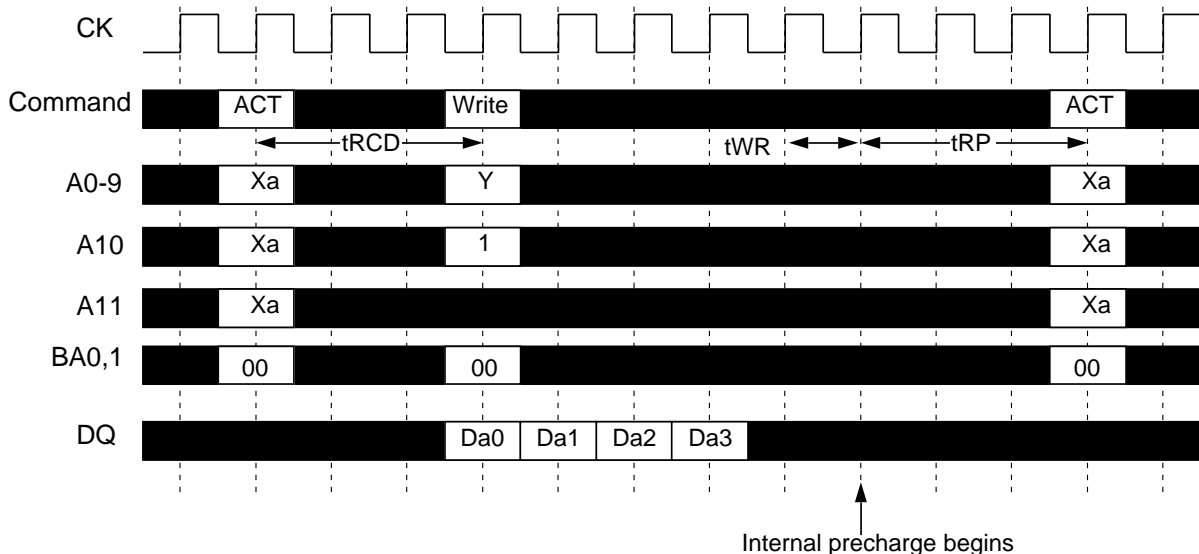 CK
Command ACT Write ACT
tRCD tWR tRP
A0-9 Xa Y Xa
A10 Xa 1 Xa
A11 Xa Xa
BA0,1 00 00 00
DQ Da0 Da1 Da2 Da3
Internal precharge begins